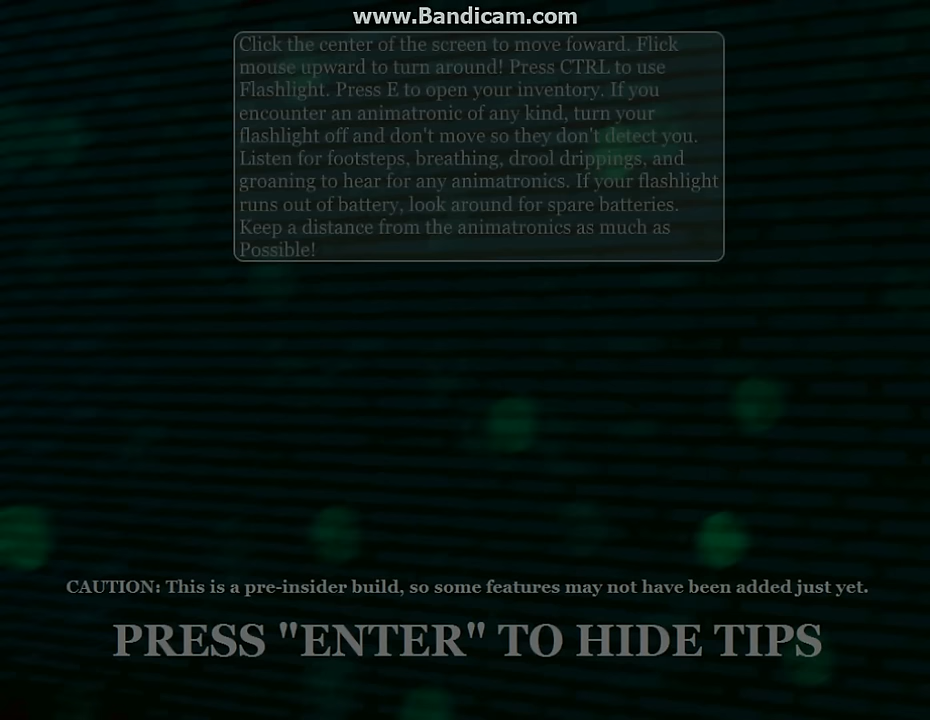 www.Bandicam.com
Click the center of the screen to move foward. Flick
mouse upward to turn around! Press CTRL to use
Flashlight. Press E to open your inventory. If you
encounter an animatronic of any kind, turn your
flashlight off and don't move so they don't detect you.
Listen for footsteps, breathing, drool drippings, and
groaning to hear for any animatronics. If your flashlight
runs out of battery, look around for spare batteries.
Keep a distance from the animatronics as much as
Possible!
CAUTION: This is a pre-insider build, so some features may not have been added just yet.
PRESS "ENTER" TO HIDE TIPS